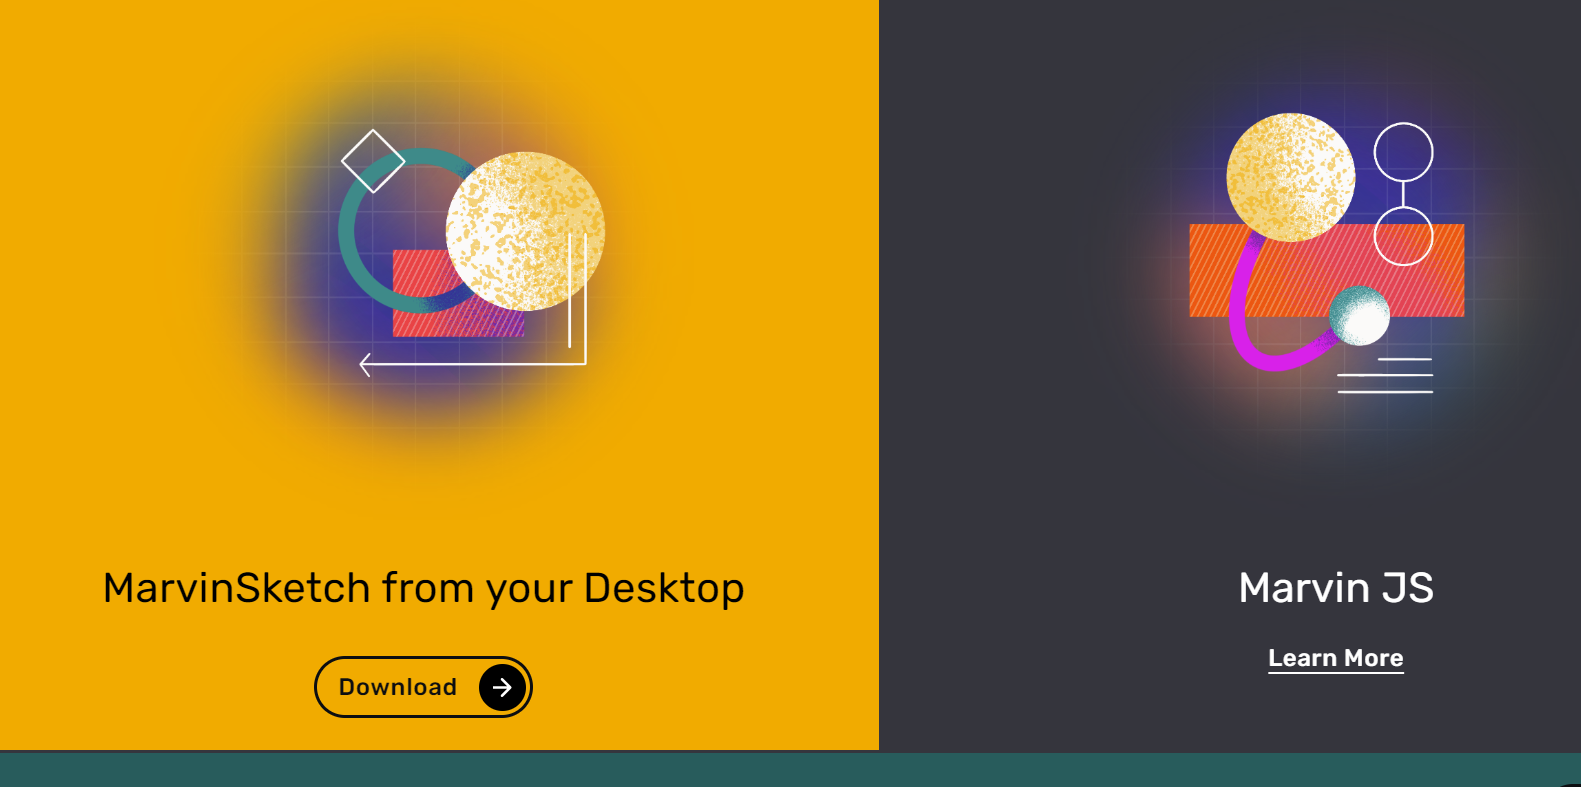 MarvinSketch from your Desktop
Download
Marvin JS
Learn More